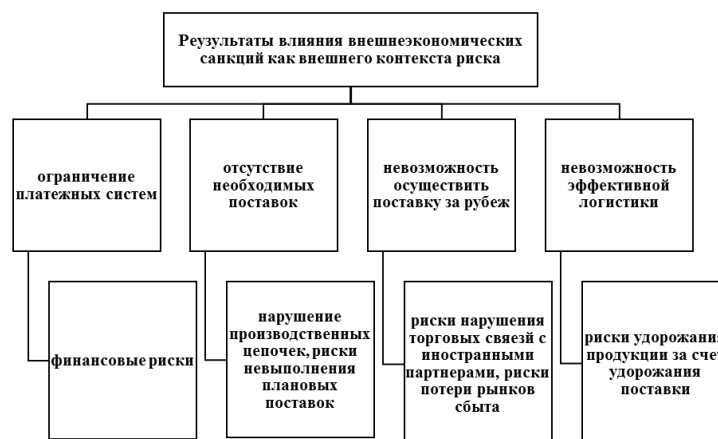 Реузультаты влияния внешнеэкономических
санкций как внешнего контекста риска
ограничение
платежных систем
отсутствие
необходимых
поставок
невозможность
осуществить
поставку за рубеж
невозможность
эффективной
логистики
финансовые риски
нарушение
производственных
цепочек, риски
невыполнения
плановых
поставок
риски нарушения
торговых связей с
иностранными
партнерами, риски
потери рынков
сбыта
риски удорожания
продукции за счет
удорожания
поставки